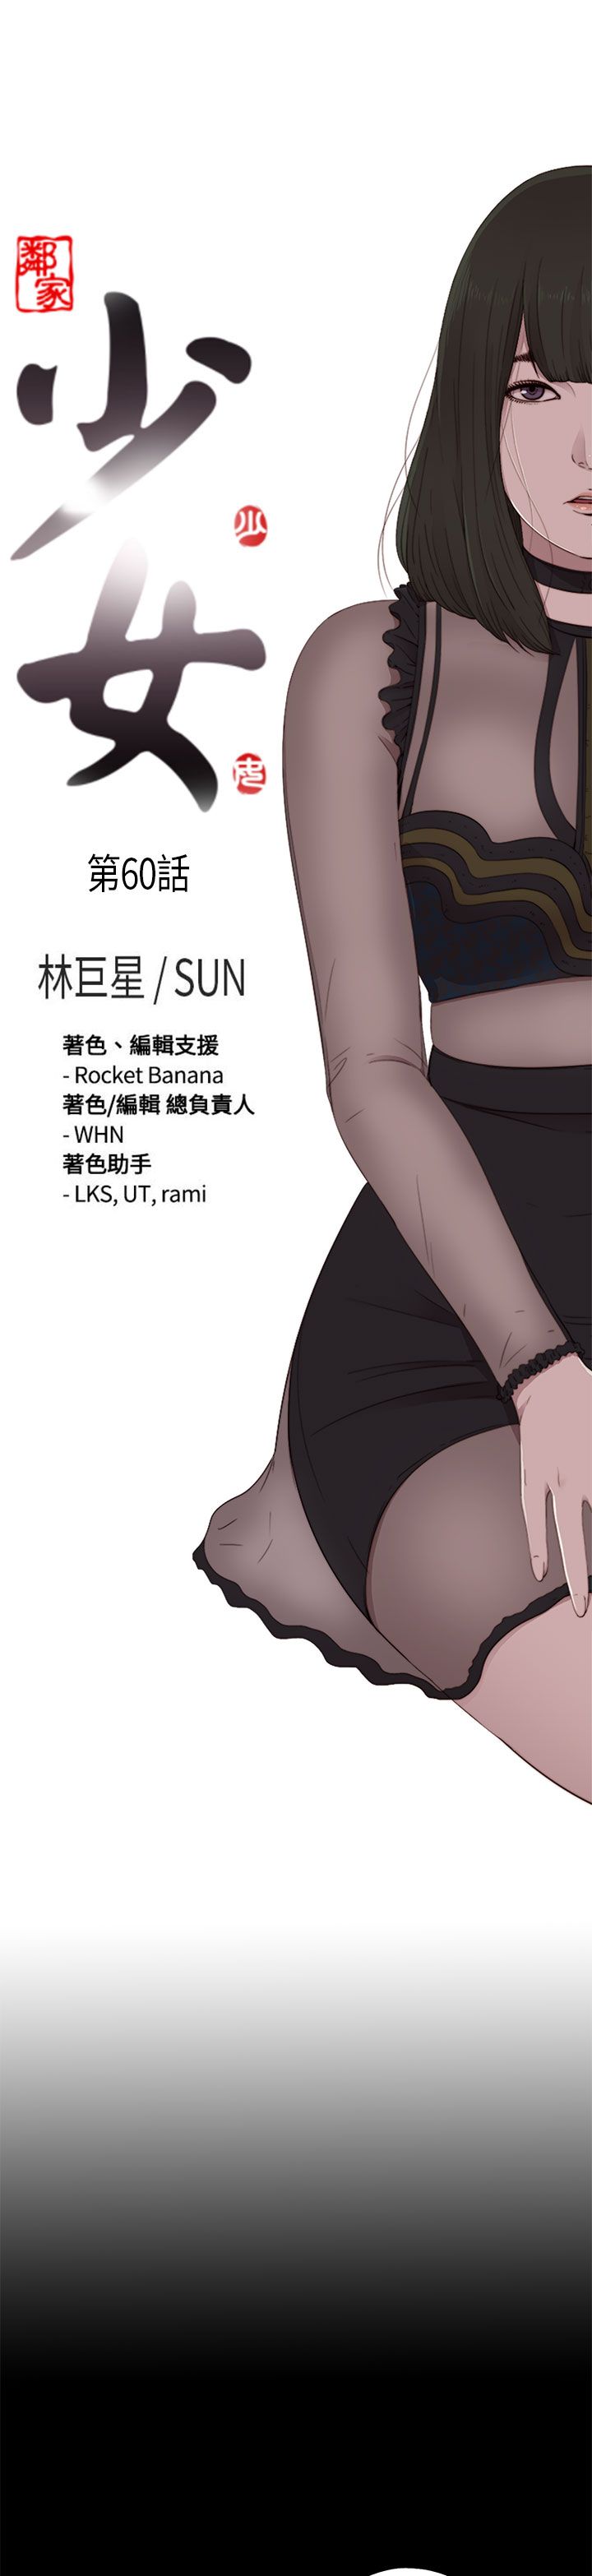 鄰家
少女
第60話
林巨星 / SUN
著色、編輯支援
- Rocket Banana
著色/編輯 總負責人
- WHN
著色助手
- LKS, UT, rami